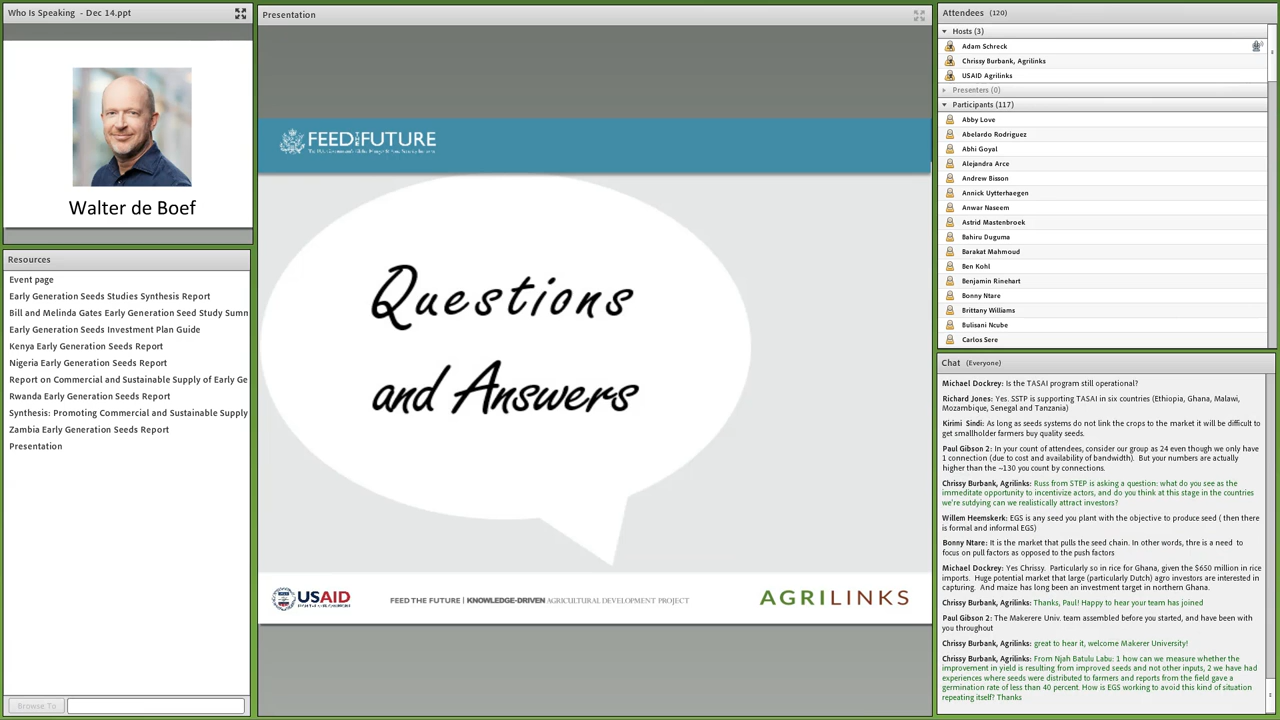 Who Is Speaking - Dec 14.ppt
Walter de Boef
Resources
Event page
Early Generation Seeds Studies Synthesis Report
Bill and Melinda Gates Early Generation Seed Study Sumn
Early Generation Seeds Investment Plan Guide
Kenya Early Generation Seeds Report
Nigeria Early Generation Seeds Report
Report on Commercial and Sustainable Supply of Early Ge
Rwanda Early Generation Seeds Report
Synthesis: Promoting Commercial and Sustainable Supply
Zambia Early Generation Seeds Report
Presentation
Browse To
Presentation
FEED THE FUTURE
Questions
and Answers
USAID
FEED THE FUTURE | KNOWLEDGE-DRIVEN AGRICULTURAL DEVELOPMENT PROJECT
AGRILINKS
Attendees (120)
Hosts (3)
Adam Schreck
Chrissy Burbank, Agrilinks
USAID Agrilinks
Presenters (0)
Participants (117)
Abby Love
Abelardo Rodriguez
Abhi Goyal
Alejandra Arce
Andrew Bisson
Annick Uytterhaegen
Anwar Naseem
Astrid Mastenbroek
Bahiru Duguma
Barakat Mahmoud
Ben Kohl
Benjamin Rinehart
Bonny Ntare
Brittany Williams
Bulisani Ncube
Carlos Sere
Chat (Everyone)
Michael Dockrey: Is the TASAI program still operational?
Richard Jones: Yes. SSTP is supporting TASAI in six countries (Ethiopia, Ghana, Malawi,
Mozambique, Senegal and Tanzania)
Kirimi Sindi: As long as seeds systems do not link the crops to the market it will be difficult to
get smallholder farmers buy quality seeds.
Paul Gibson 2: In your count of attendees, consider our group as 24 even though we only have
1 connection (due to cost and availability of bandwidth). But your numbers are actually
higher than the ~130 you count by connections.
Chrissy Burbank, Agrilinks: Russ from STEP is asking a question: what do you see as the
immeditate opportunity to incentivize actors, and do you think at this stage in the countries
we're sutdying can we realistically attract investors?
Willem Heemskerk: EGS is any seed you plant with the objective to produce seed ( then there
is formal and informal EGS)
Bonny Ntare: It is the market that pulls the seed chain. In other words, thre is a need to
focus on pull factors as opposed to the push factors
Michael Dockrey: Yes Chrissy. Particularly so in rice for Ghana, given the $650 million in rice
imports. Huge potential market that large (particularly Dutch) agro investors are interested in
capturing. And maize has long been an investment target in northern Ghana.
Chrissy Burbank, Agrilinks: Thanks, Paul! Happy to hear your team has joined
Paul Gibson 2: The Makerere Univ. team assembled before you started, and have been with
you throughout
Chrissy Burbank, Agrilinks: great to hear it, welcome Makerer University!
Chrissy Burbank, Agrilinks: From Njah Batulu Labu: 1 how can we measure whether the
improvement in yield is resulting from improved seeds and not other inputs, 2 we have had
experiences where seeds were distributed to farmers and reports from the field gave a
germination rate of less than 40 percent. How is EGS working to avoid this kind of situation
repeating itself? Thanks